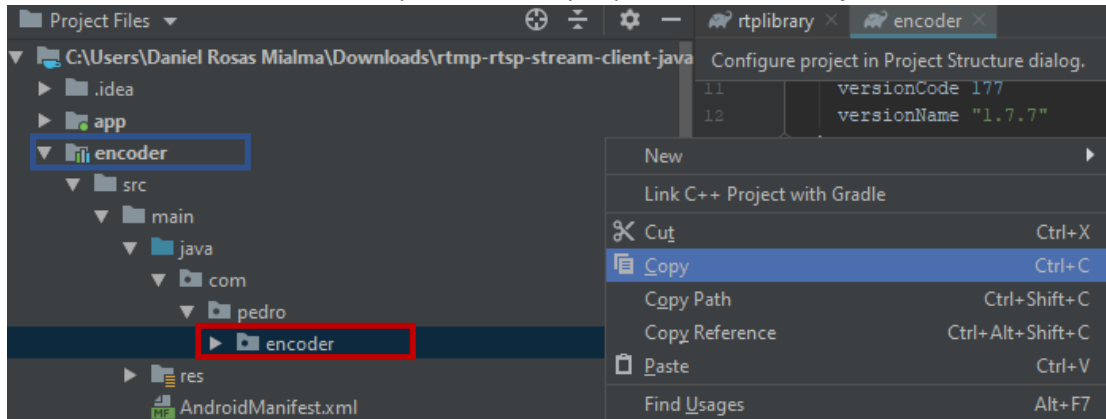 Project Files
rtplibrary
encoder
C:\Users\Daniel Rosas Mialma\Downloads\rtmp-rtsp-stream-client-java
Configure project in Project Structure dialog.
.idea
11 versionCode 177
app
12 versionName "1.7.7"
encoder
New
src
Link C++ Project with Gradle
main
Cut Ctrl+X
java
Copy Ctrl+C
com
Copy Path Ctrl+Shift+C
pedro
Copy Reference Ctrl+Alt+Shift+C
encoder
Paste Ctrl+V
res
AndroidManifest.xml
Find Usages Alt+F7